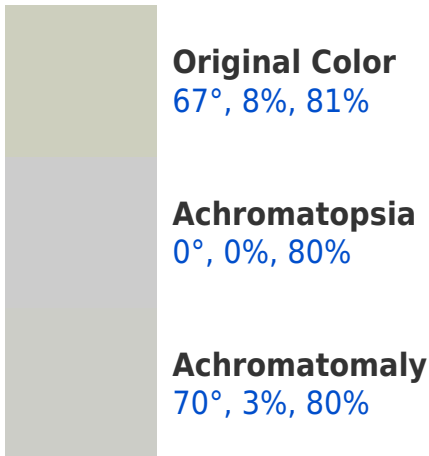 Original Color
67°, 8%, 81%
Achromatopsia
0°, 0%, 80%
Achromatomaly
70°, 3%, 80%